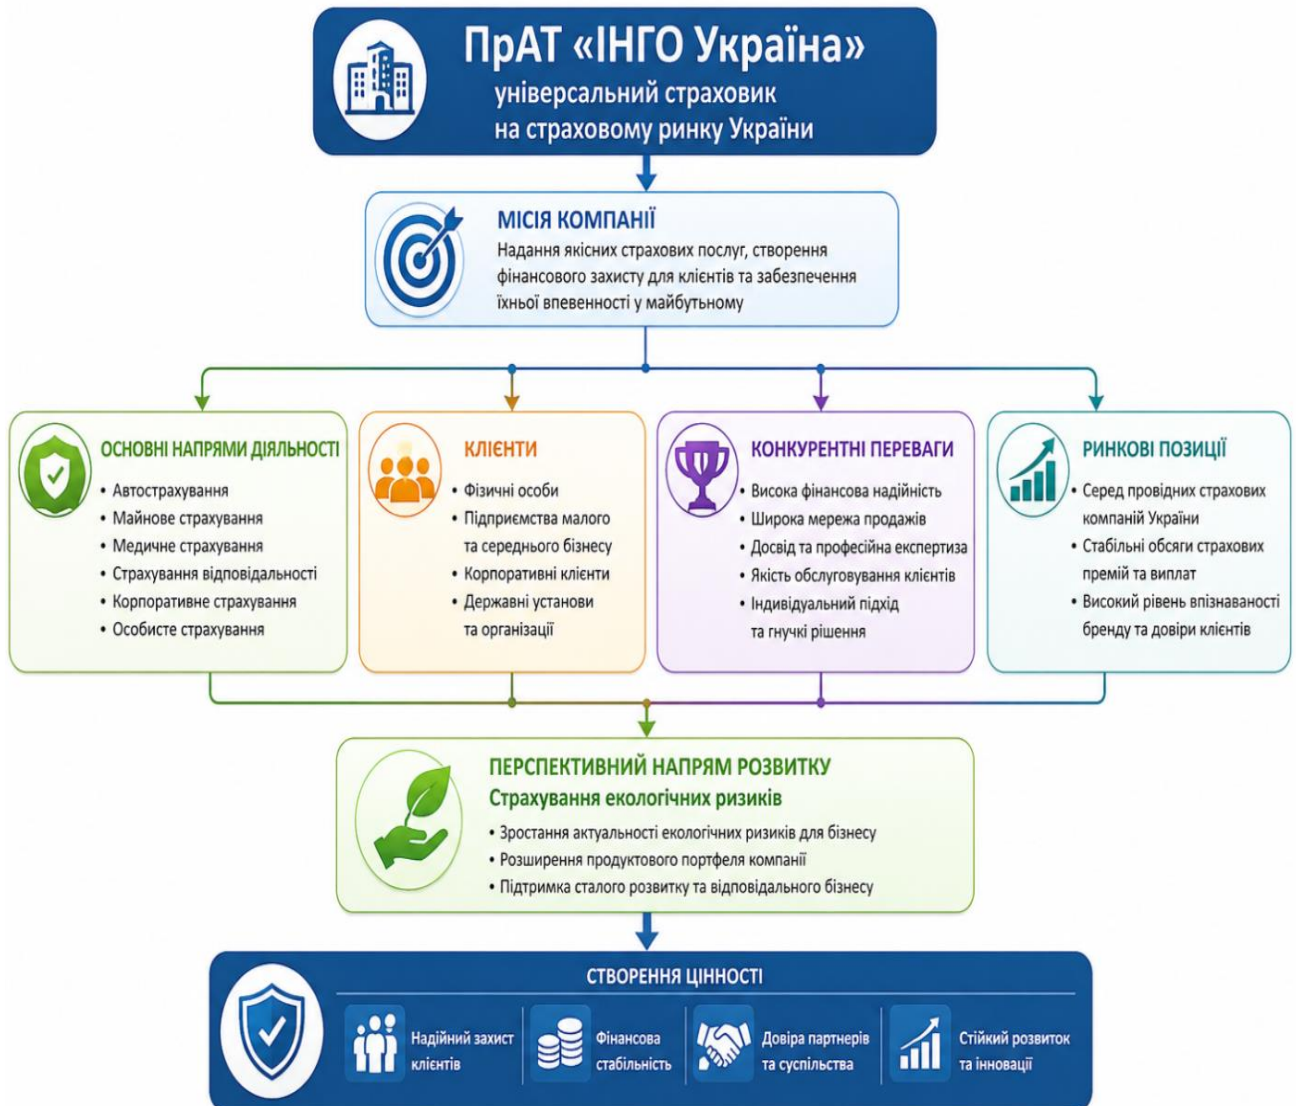 ПрАТ «ІНГО Україна»
універсальний страховик
на страховому ринку України
МІСІЯ КОМПАНІЇ
Надання якісних страхових послуг, створення
фінансового захисту для клієнтів та забезпечення
їхньої впевненості у майбутньому
ОСНОВНІ НАПРЯМИ ДІЯЛЬНОСТІ
• Автострахування
• Майнове страхування
• Медичне страхування
• Страхування відповідальності
• Корпоративне страхування
• Особисте страхування
КЛІЄНТИ
• Фізичні особи
• Підприємства малого
та середнього бізнесу
• Корпоративні клієнти
• Державні установи
та організації
КОНКУРЕНТНІ ПЕРЕВАГИ
• Висока фінансова надійність
• Широка мережа продажів
• Досвід та професійна експертиза
• Якість обслуговування клієнтів
• Індивідуальний підхід
та гнучкі рішення
РИНКОВІ ПОЗИЦІЇ
• Серед провідних страхових
компаній України
• Стабільні обсяги страхових
премій та виплат
• Високий рівень впізнаваності
бренду та довіри клієнтів
ПЕРСПЕКТИВНИЙ НАПРЯМ РОЗВИТКУ
Страхування екологічних ризиків
• Зростання актуальності екологічних ризиків для бізнесу
• Розширення продуктового портфеля компанії
• Підтримка сталого розвитку та відповідального бізнесу
СТВОРЕННЯ ЦІННОСТІ
Надійний захист
клієнтів
Фінансова
стабільність
Довіра партнерів
та суспільства
Стійкий розвиток
та інновації